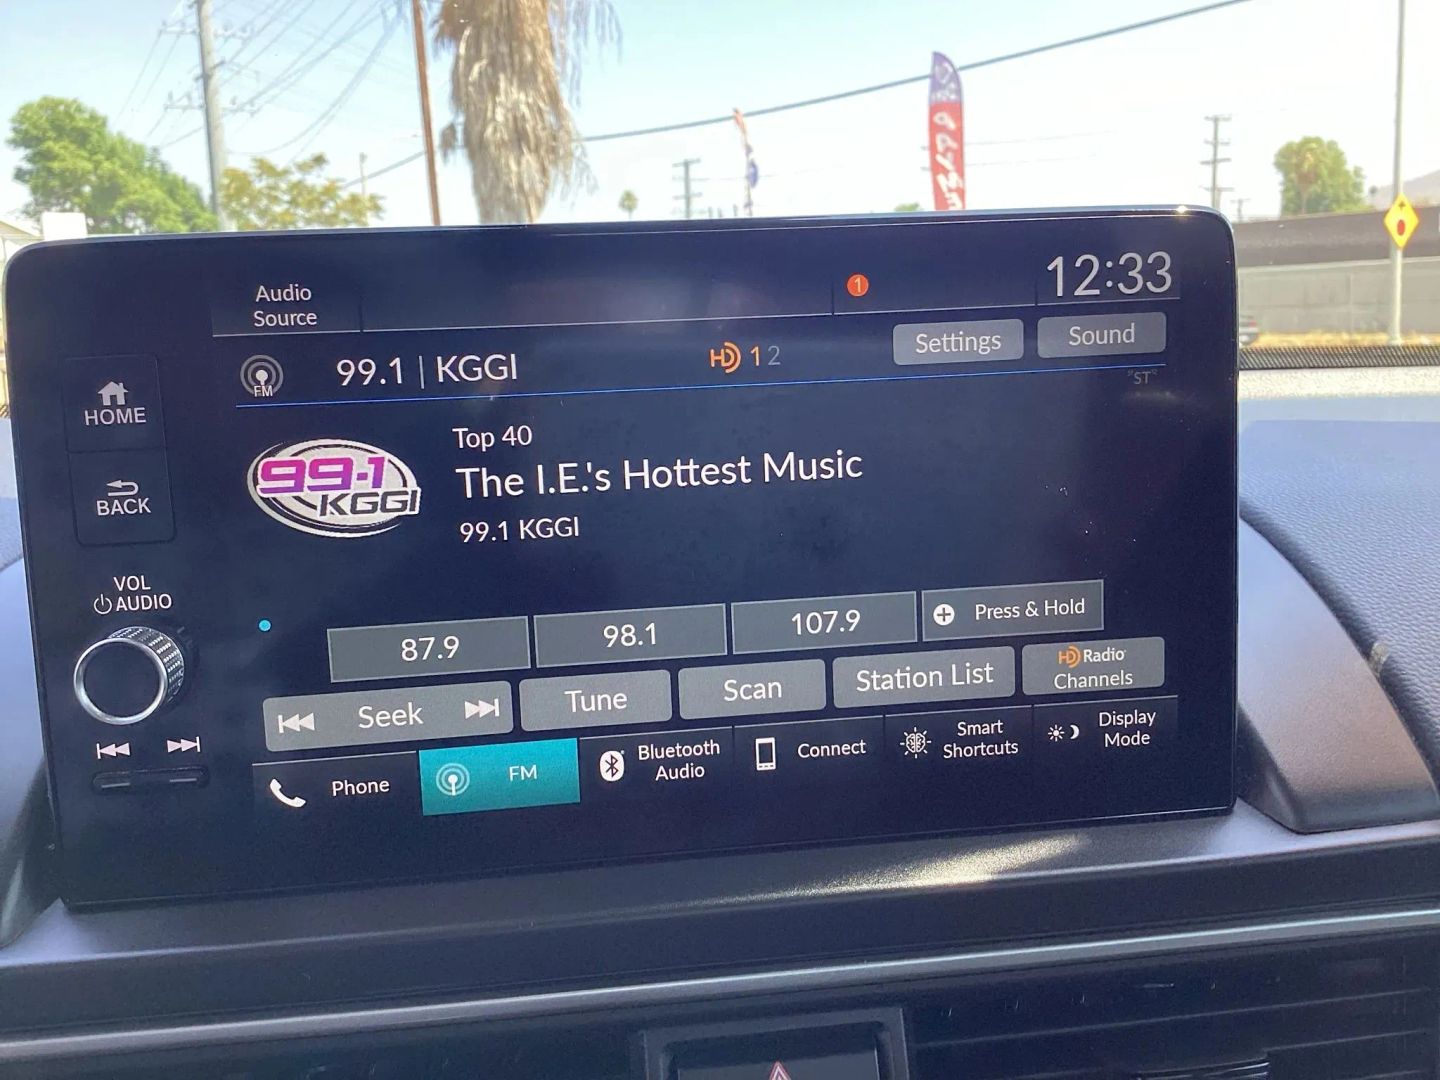 Audio
Source
1
12:33
FM
99.1 | KGGI
HD 1 2
Settings
Sound
"ST"
HOME
BACK
VOL
AUDIO
99.1
KGGI
Top 40
The I.E.'s Hottest Music
99.1 KGGI
87.9
98.1
107.9
Press & Hold
Seek
Tune
Scan
Station List
HD Radio
Channels
Phone
FM
Bluetooth
Audio
Connect
Smart
Shortcuts
Display
Mode